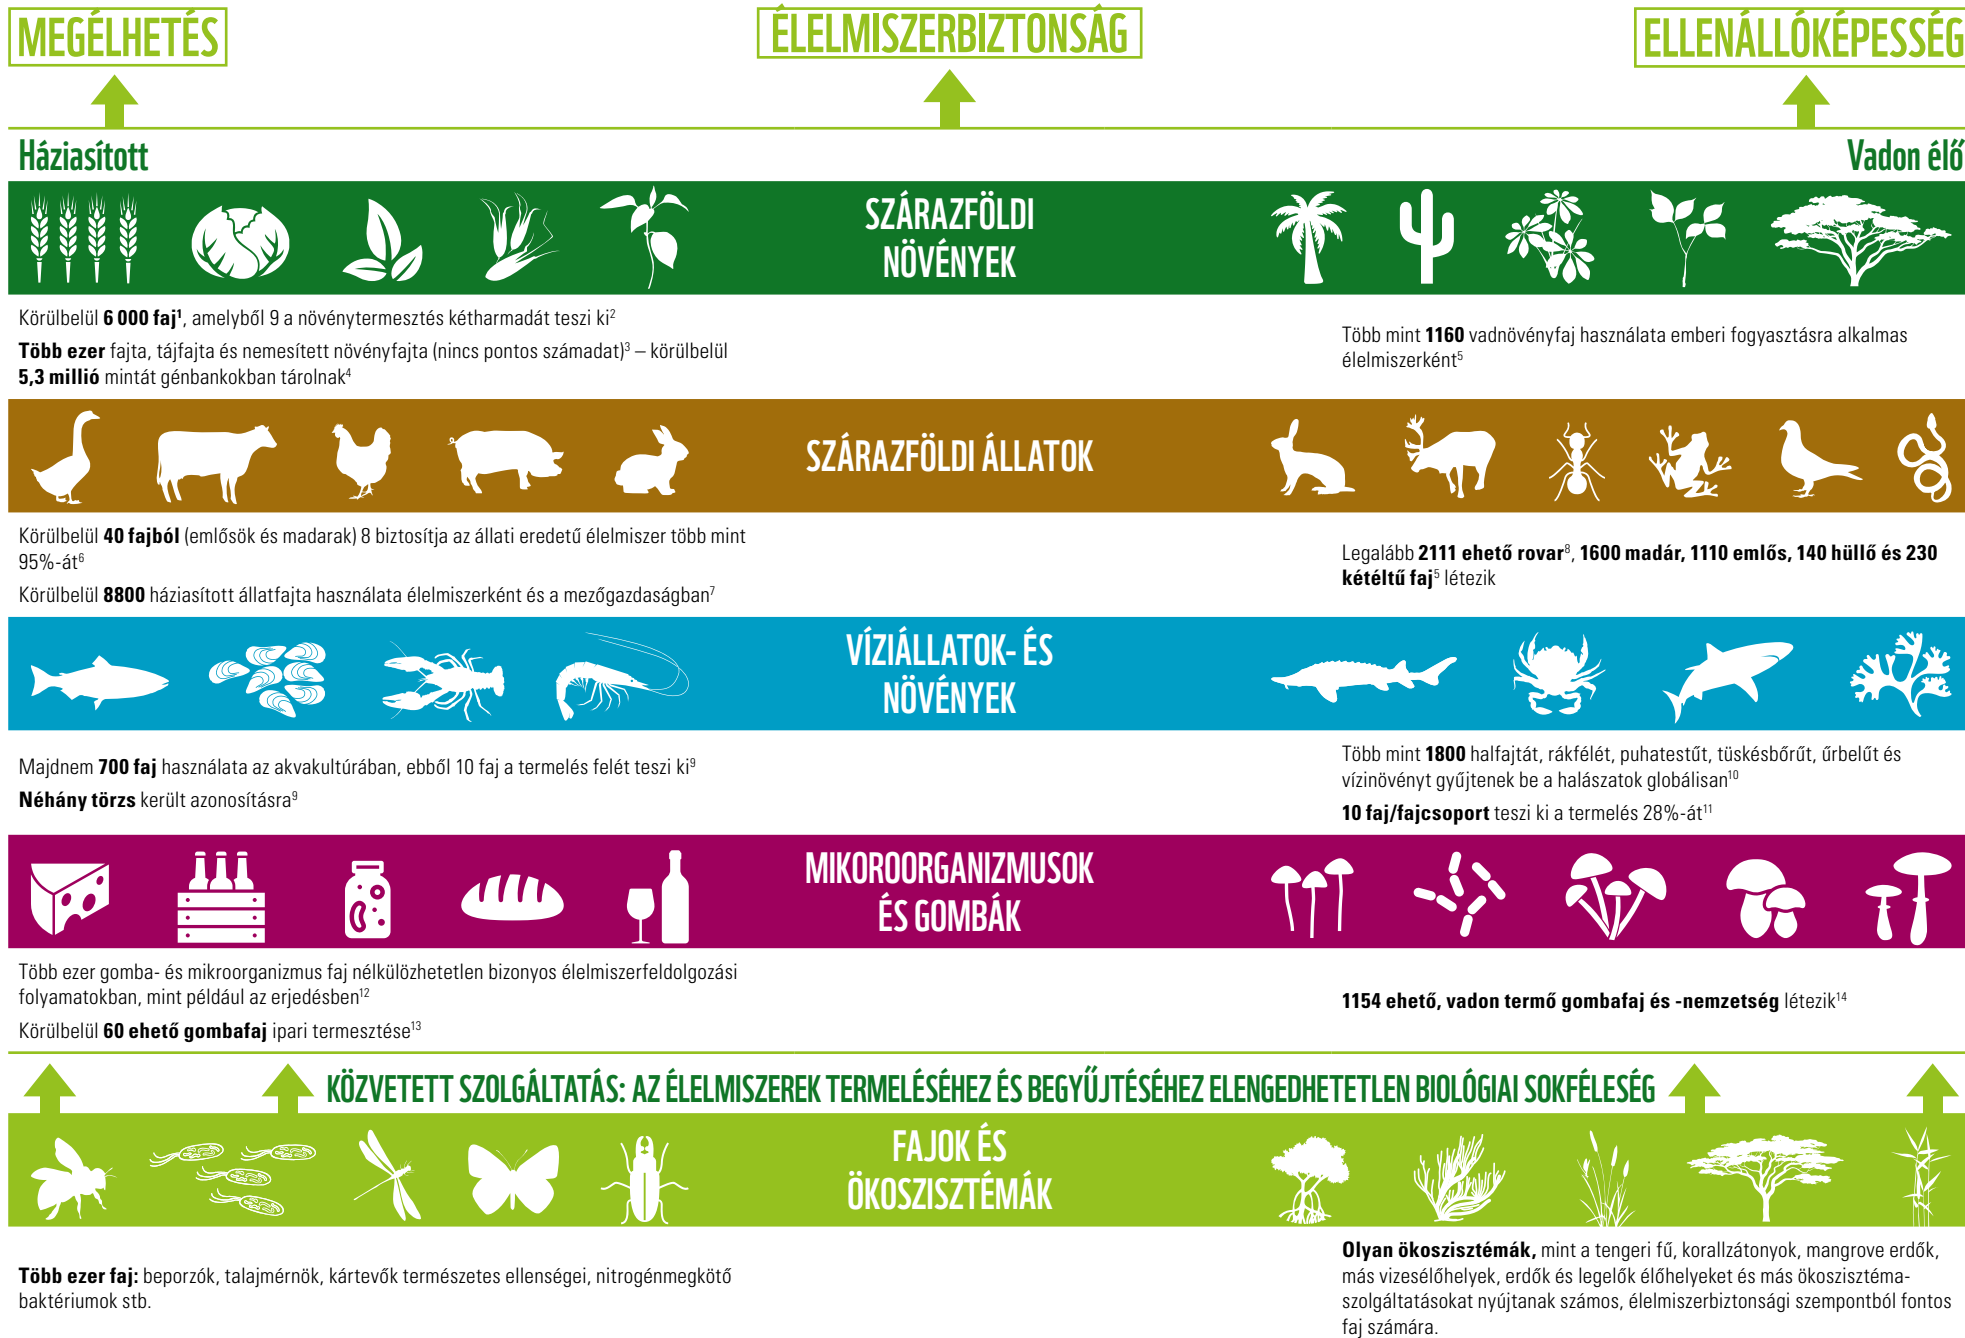 MEGÉLHETÉS
ÉLELMISZERBIZTONSÁG
ELLENÁLLÓKÉPESSÉG
Háziasított
Vadon élő
SZÁRAZFÖLDI
NÖVÉNYEK
Körülbelül 6 000 faj¹, amelyből 9 a növénytermesztés kétharmadát teszi ki²
Több ezer fajta, tájfajta és nemesített növényfajta (nincs pontos számadat)³ – körülbelül
5,3 millió mintát génbankokban tárolnak⁴
Több mint 1160 vadnövényfaj használata emberi fogyasztásra alkalmas
élelmiszerként⁵
SZÁRAZFÖLDI ÁLLATOK
Körülbelül 40 fajból (emlősök és madarak) 8 biztosítja az állati eredetű élelmiszer több mint
95%-át⁶
Körülbelül 8800 háziasított állatfajta használata élelmiszerként és a mezőgazdaságban⁷
Legalább 2111 ehető rovar⁸, 1600 madár, 1110 emlős, 140 hüllő és 230
kétéltű faj⁵ létezik
VÍZIÁLLATOK- ÉS
NÖVÉNYEK
Majdnem 700 faj használata az akvakultúrában, ebből 10 faj a termelés felét teszi ki⁹
Néhány törzs került azonosításra⁹
Több mint 1800 halfajtát, rákfélét, puhatestűt, tüskésbőrűt, űrbelűt és
vízinövényt gyűjtenek be a halászatok globálisan¹⁰
10 faj/fajcsoport teszi ki a termelés 28%-át¹¹
MIKOROORGANIZMUSOK
ÉS GOMBÁK
Több ezer gomba- és mikroorganizmus faj nélkülözhetetlen bizonyos élelmiszerfeldolgozási
folyamatokban, mint például az erjedésben¹²
Körülbelül 60 ehető gombafaj ipari termesztése¹³
1154 ehető, vadon termő gombafaj és -nemzetség létezik¹⁴
KÖZVETETT SZOLGÁLTATÁS: AZ ÉLELMISZEREK TERMELÉSÉHEZ ÉS BEGYŰJTÉSÉHEZ ELENGEDHETETLEN BIOLÓGIAI SOKFÉLESÉG
FAJOK ÉS
ÖKOSZISZTÉMÁK
Több ezer faj: beporzók, talajmérnök, kártevők természetes ellenségei, nitrogénmegkötő
baktériumok stb.
Olyan ökoszisztémák, mint a tengeri fű, korallzátonyok, mangrove erdők,
más vizesélőhelyek, erdők és legelők élőhelyeket és más ökoszisztéma-
szolgáltatásokat nyújtanak számos, élelmiszerbiztonsági szempontból fontos
faj számára.